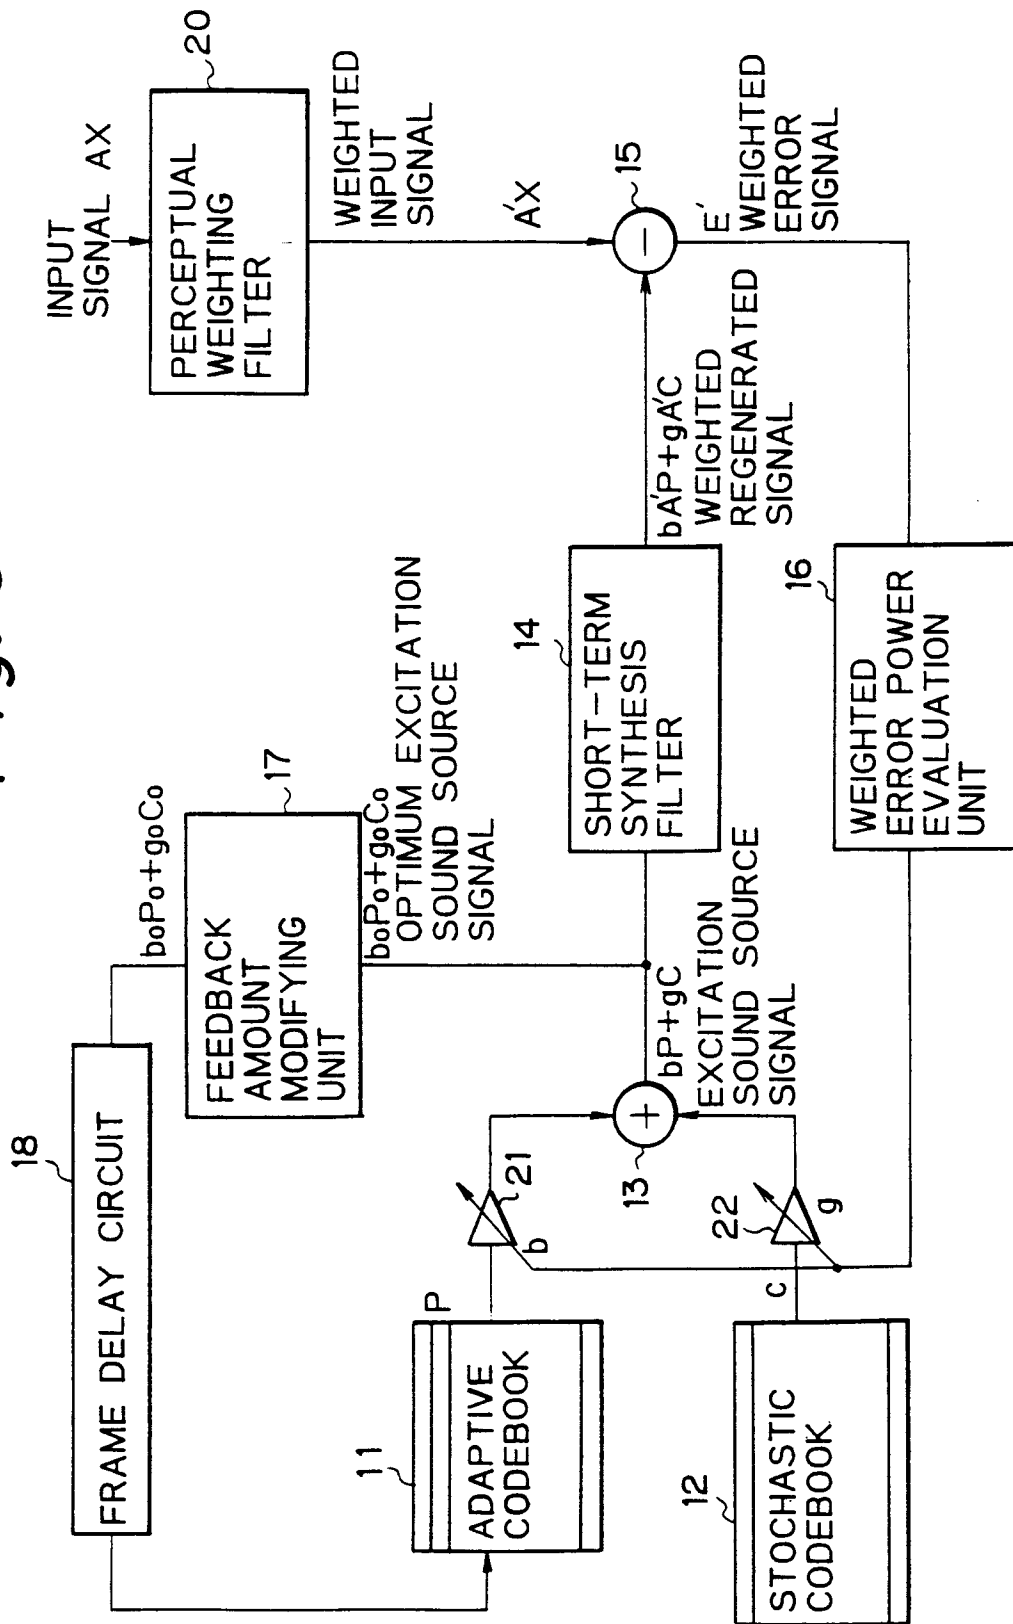 18
FRAME DELAY CIRCUIT
boPo+goCo
17
FEEDBACK
AMOUNT
MODIFYING
UNIT
boPo+goCo
OPTIMUM EXCITATION
SOUND SOURCE
SIGNAL
INPUT
SIGNAL AX
20
PERCEPTUAL
WEIGHTING
FILTER
WEIGHTED
INPUT
SIGNAL
A'X
11
ADAPTIVE
CODEBOOK
P
21
b
13
+
bP+gC
EXCITATION
SOUND SOURCE
SIGNAL
14
SHORT-TERM
SYNTHESIS
FILTER
bA'P+gA'C
WEIGHTED
REGENERATED
SIGNAL
15
−
E'
WEIGHTED
ERROR
SIGNAL
12
STOCHASTIC
CODEBOOK
C
22
g
16
WEIGHTED
ERROR POWER
EVALUATION
UNIT